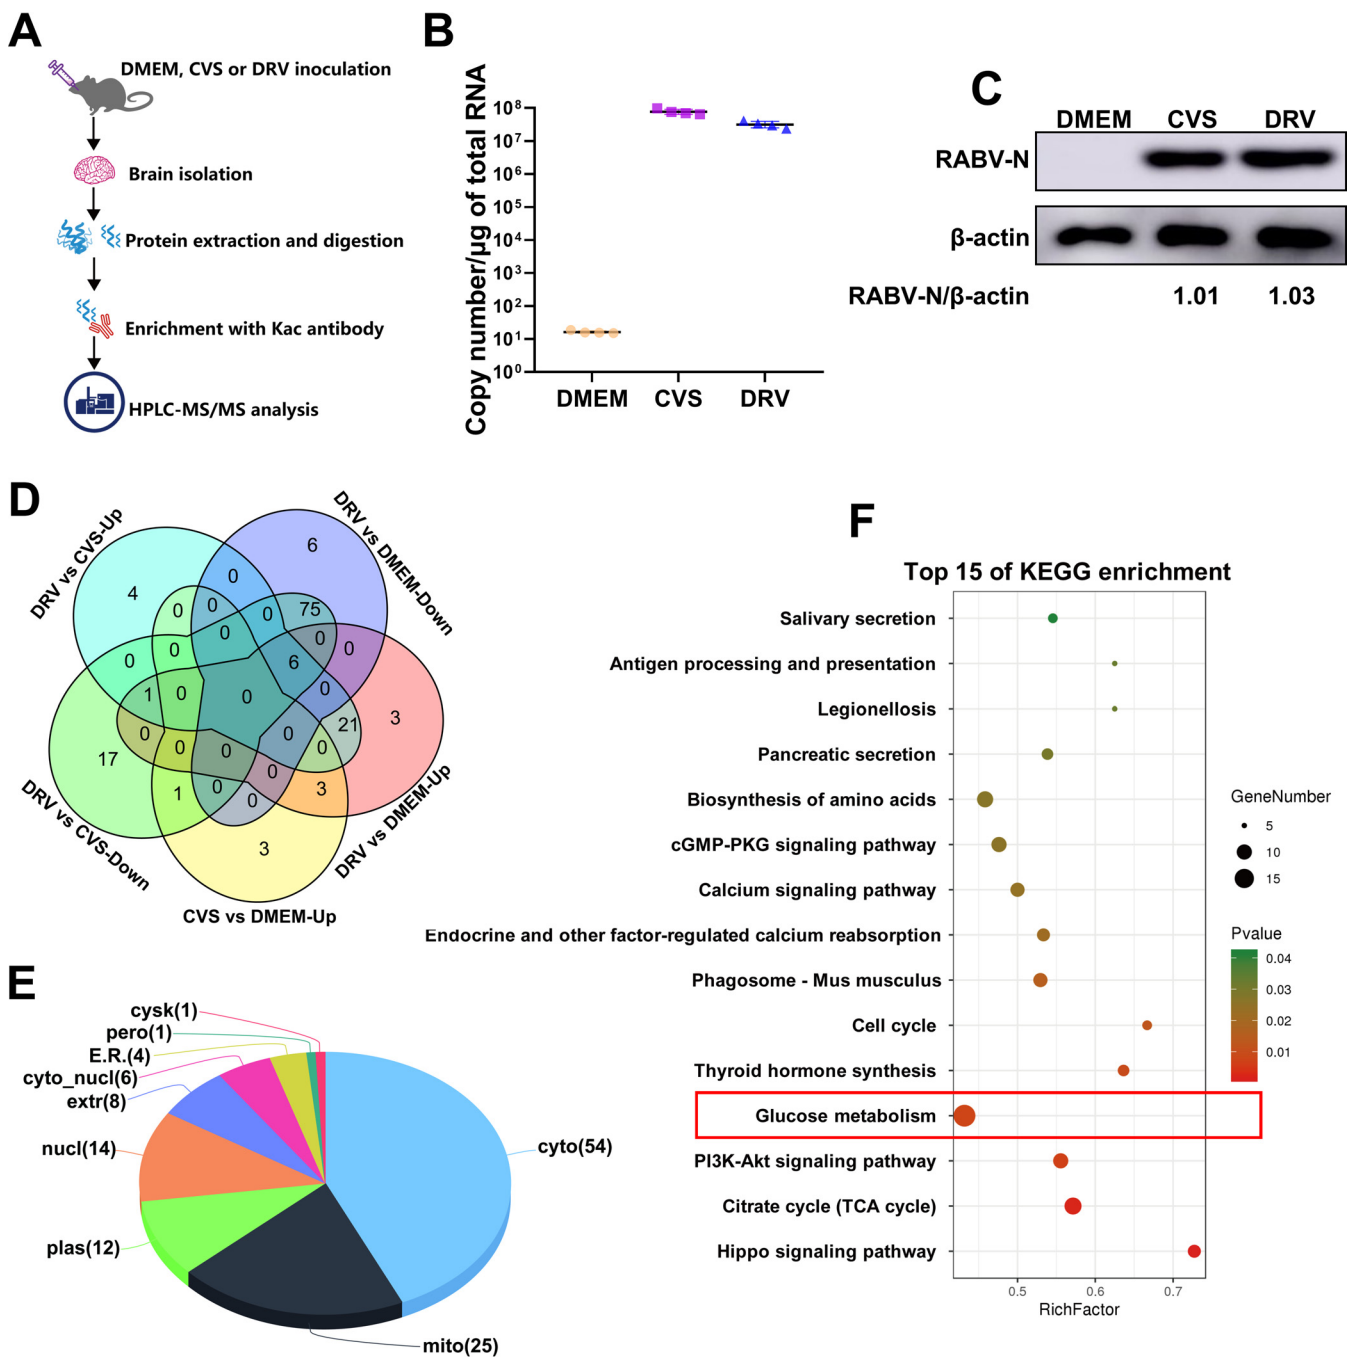 A
DMEM, CVS or DRV inoculation
Brain isolation
Protein extraction and digestion
Enrichment with Kac antibody
HPLC-MS/MS analysis
B
Copy number/μg of total RNA
10⁸
10⁷
10⁶
10⁵
10⁴
10³
10²
10¹
10⁰
DMEM CVS DRV
C
DMEM CVS DRV
RABV-N
β-actin
RABV-N/β-actin 1.01 1.03
D
DRV vs CVS-Up
DRV vs DMEM-Down
DRV vs DMEM-Up
CVS vs DMEM-Up
DRV vs CVS-Down
6
0
4
0 0 0 75
0 0
0 0 0
6
1 0 0 0
21 3
0 0 0 0
17 0 0
1 0 0 3
3
E
cysk(1)
pero(1)
E.R.(4)
cyto_nucl(6)
extr(8)
nucl(14)
plas(12)
mito(25)
cyto(54)
F
Top 15 of KEGG enrichment
Salivary secretion
Antigen processing and presentation
Legionellosis
Pancreatic secretion
Biosynthesis of amino acids
cGMP-PKG signaling pathway
Calcium signaling pathway
Endocrine and other factor-regulated calcium reabsorption
Phagosome - Mus musculus
Cell cycle
Thyroid hormone synthesis
Glucose metabolism
PI3K-Akt signaling pathway
Citrate cycle (TCA cycle)
Hippo signaling pathway
0.5 0.6 0.7
RichFactor
GeneNumber
5
10
15
Pvalue
0.04
0.03
0.02
0.01